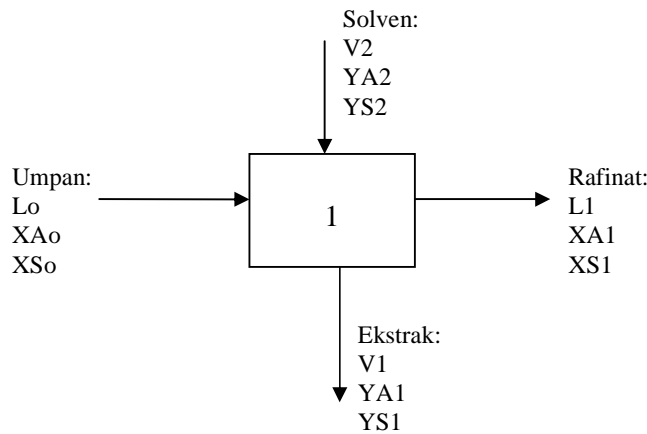 Solven:
V2
YA2
YS2
Umpan:
Lo
XAo
XSo
1
Rafinat:
L1
XA1
XS1
Ekstrak:
V1
YA1
YS1